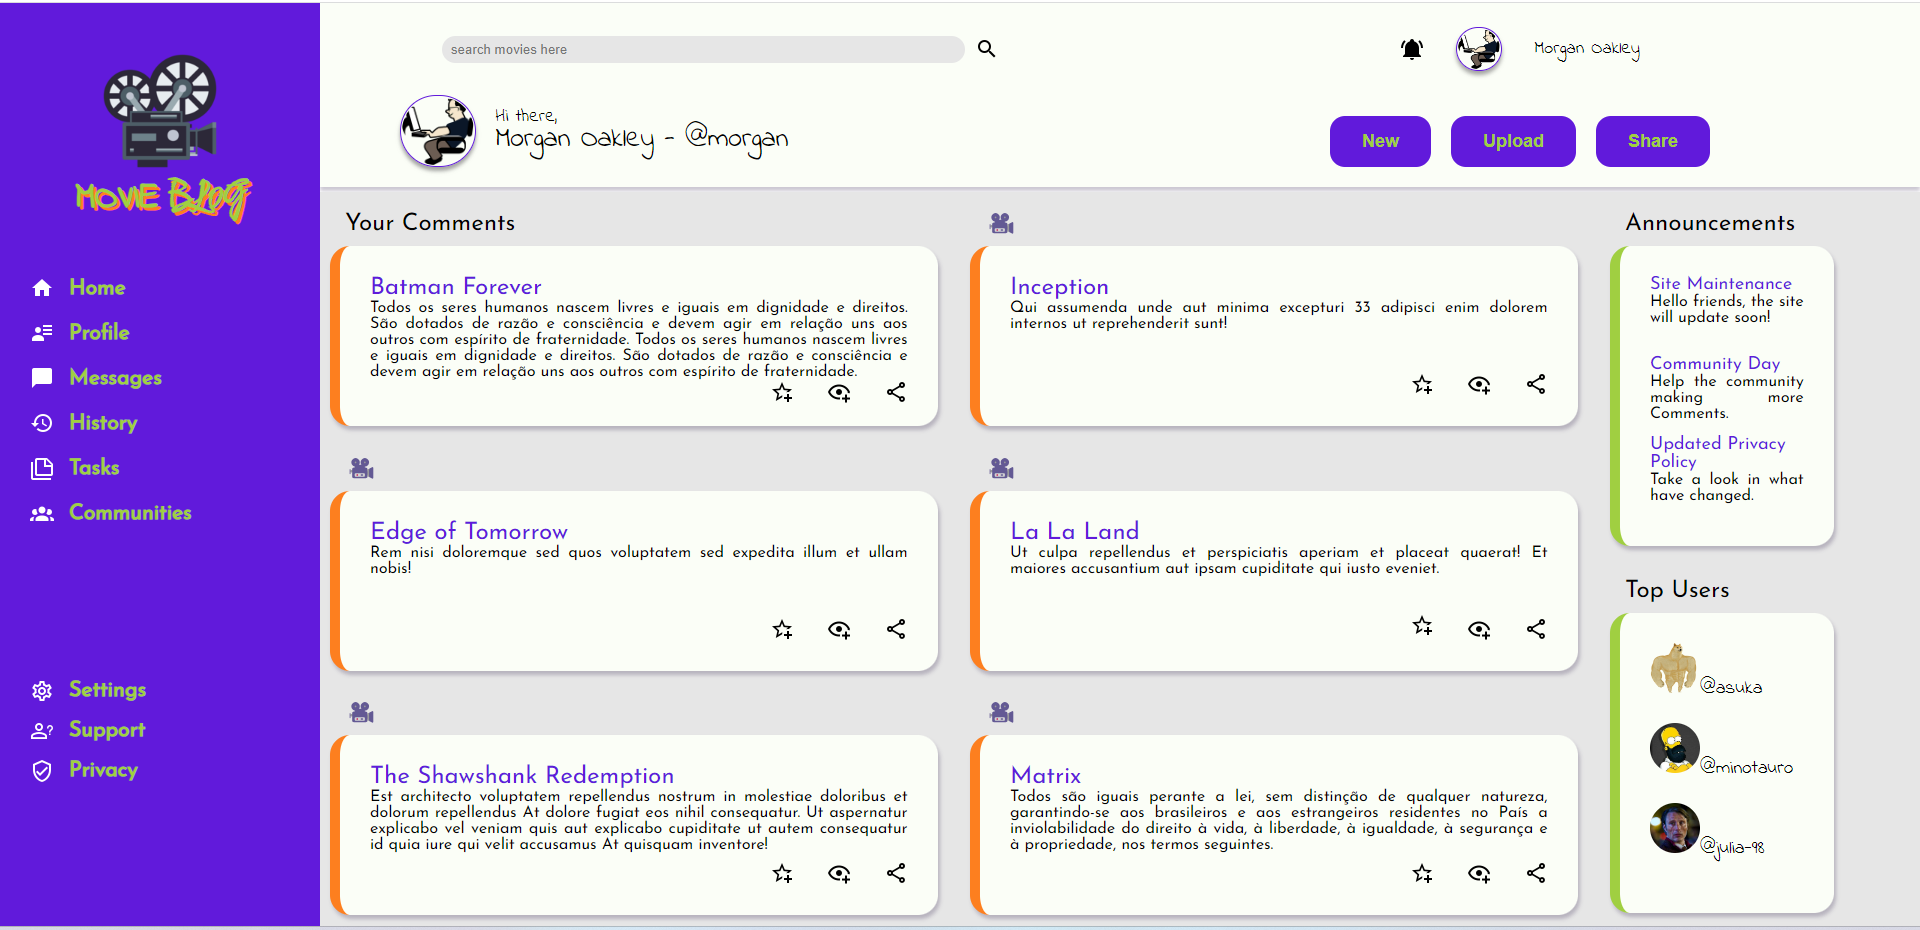 MOVIE BLOG
Home
Profile
Messages
History
Tasks
Communities
Settings
Support
Privacy
search movies here
Morgan Oakley
Hi there,
Morgan Oakley - @morgan
New
Upload
Share
Your Comments
Batman Forever
Todos os seres humanos nascem livres e iguais em dignidade e direitos.
São dotados de razão e consciência e devem agir em relação uns aos
outros com espírito de fraternidade. Todos os seres humanos nascem livres
e iguais em dignidade e direitos. São dotados de razão e consciência e
devem agir em relação uns aos outros com espírito de fraternidade.
Inception
Qui assumenda unde aut minima excepturi 33 adipisci enim dolorem
internos ut reprehenderit sunt!
Edge of Tomorrow
Rem nisi doloremque sed quos voluptatem sed expedita illum et ullam
nobis!
La La Land
Ut culpa repellendus et perspiciatis aperiam et placeat quaerat! Et
maiores accusantium aut ipsam cupiditate qui iusto eveniet.
The Shawshank Redemption
Est architecto voluptatem repellendus nostrum in molestiae doloribus et
dolorum repellendus At dolore fugiat eos nihil consequatur. Ut aspernatur
explicabo vel veniam quis aut explicabo cupiditate ut autem consequatur
id quia iure qui velit accusamus At quisquam inventore!
Matrix
Todos são iguais perante a lei, sem distinção de qualquer natureza,
garantindo-se aos brasileiros e aos estrangeiros residentes no País a
inviolabilidade do direito à vida, à liberdade, à igualdade, à segurança e
à propriedade, nos termos seguintes.
Announcements
Site Maintenance
Hello friends, the site
will update soon!
Community Day
Help the community
making more
Comments.
Updated Privacy
Policy
Take a look in what
have changed.
Top Users
@asuka
@minotauro
@julia-98